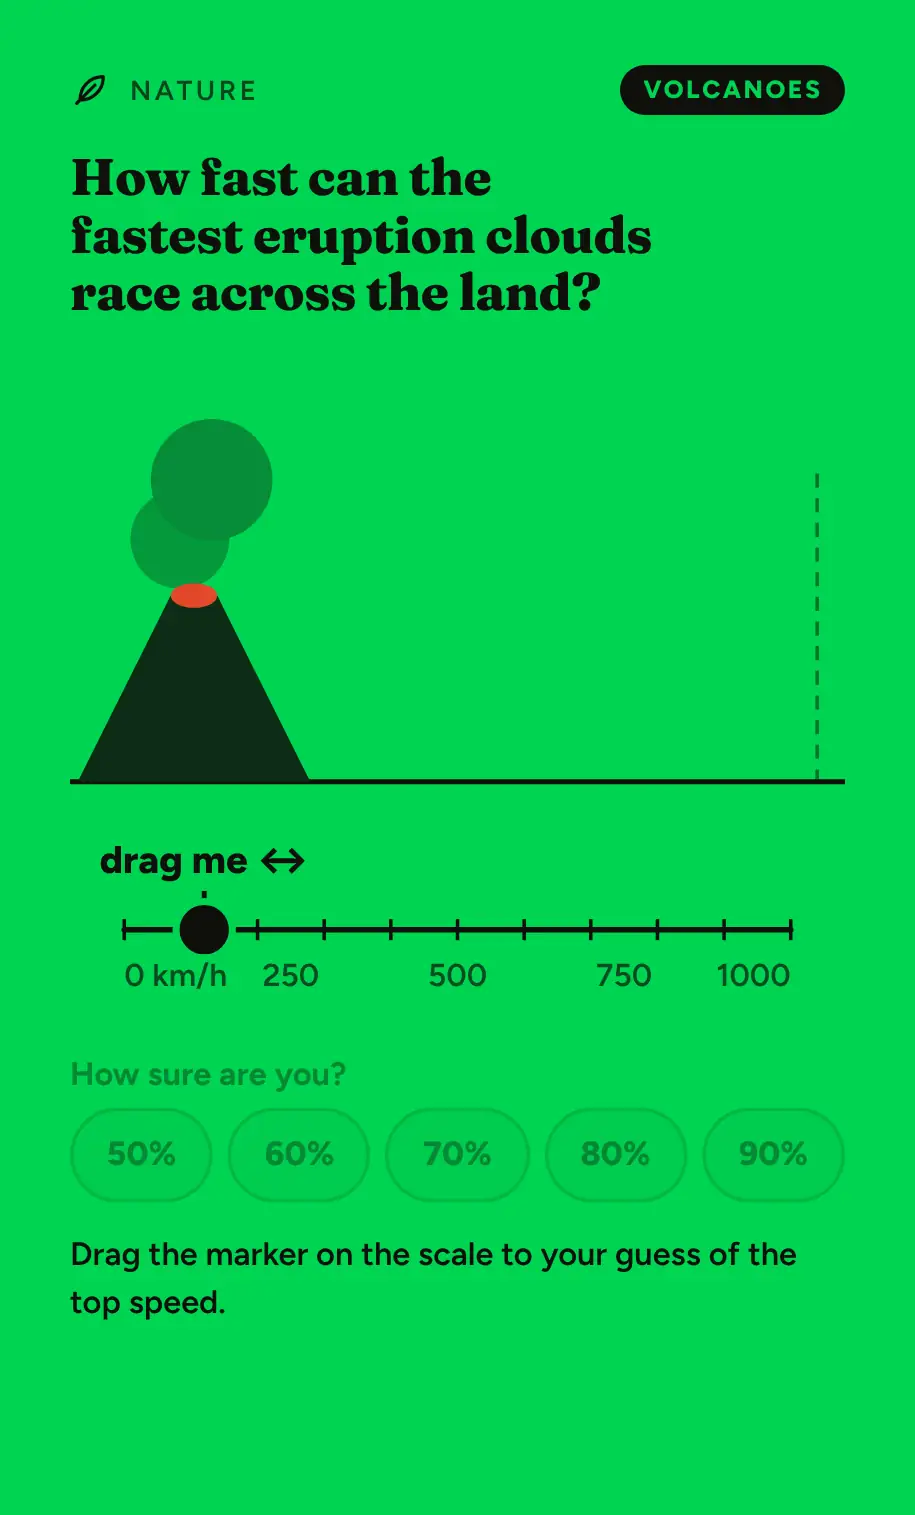 NATURE
VOLCANOES
How fast can the
fastest eruption clouds
race across the land?
drag me ↔
0 km/h 250 500 750 1000
How sure are you?
50% 60% 70% 80% 90%
Drag the marker on the scale to your guess of the
top speed.